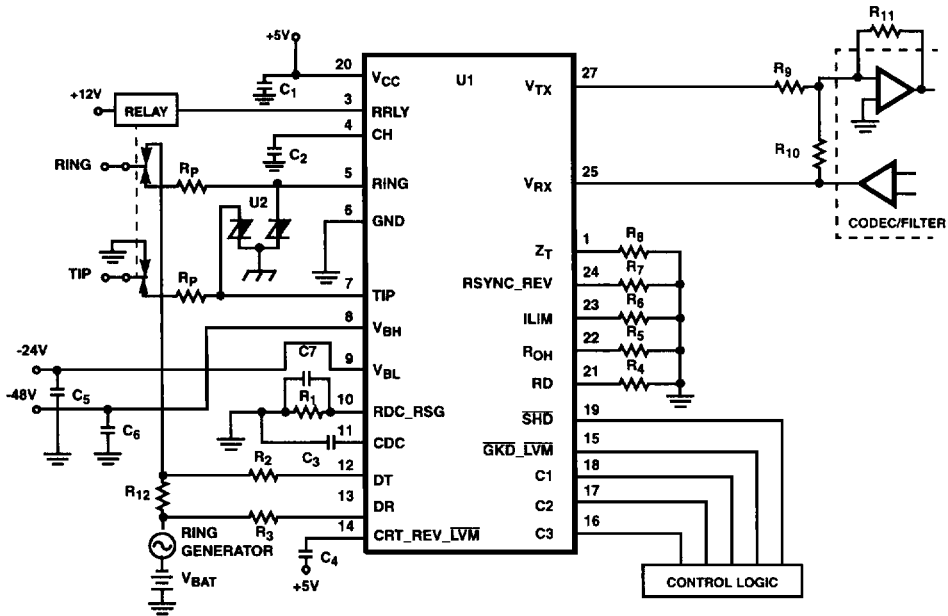 +5V
20
VCC
C1
U1
27
VTX
R9
R11
+12V
RELAY
3
RRLY
4
CH
C2
R10
RING
RP
5
RING
U2
25
VRX
CODEC/FILTER
6
GND
1
ZT
R8
TIP
RP
7
TIP
24
RSYNC_REV
R7
8
VBH
23
ILIM
R6
-24V
C7
9
VBL
22
ROH
R5
-48V
C5
C6
R1
10
RDC_RSG
21
RD
R4
11
CDC
C3
19
SHD
15
GKD_LVM
R2
12
DT
18
C1
R12
13
DR
R3
17
C2
14
CRT_REV_LVM
16
C3
RING
GENERATOR
C4
+5V
VBAT
CONTROL LOGIC